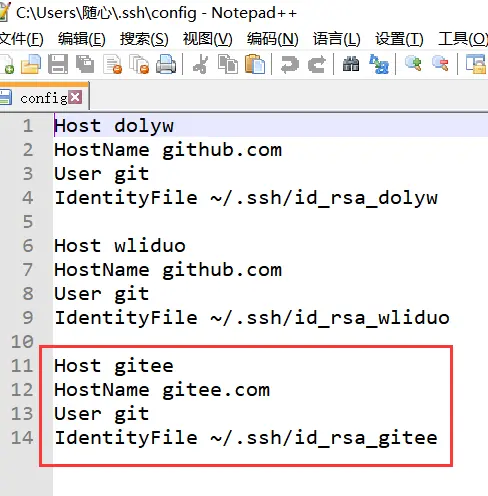 C:\Users\随心\.ssh\config - Notepad++
文件(F) 编辑(E) 搜索(S) 视图(V) 编码(N) 语言(L) 设置(T) 工具(O)
config
1 Host dolyw
2 HostName github.com
3 User git
4 IdentityFile ~/.ssh/id_rsa_dolyw
5
6 Host wliduo
7 HostName github.com
8 User git
9 IdentityFile ~/.ssh/id_rsa_wliduo
10
11 Host gitee
12 HostName gitee.com
13 User git
14 IdentityFile ~/.ssh/id_rsa_gitee